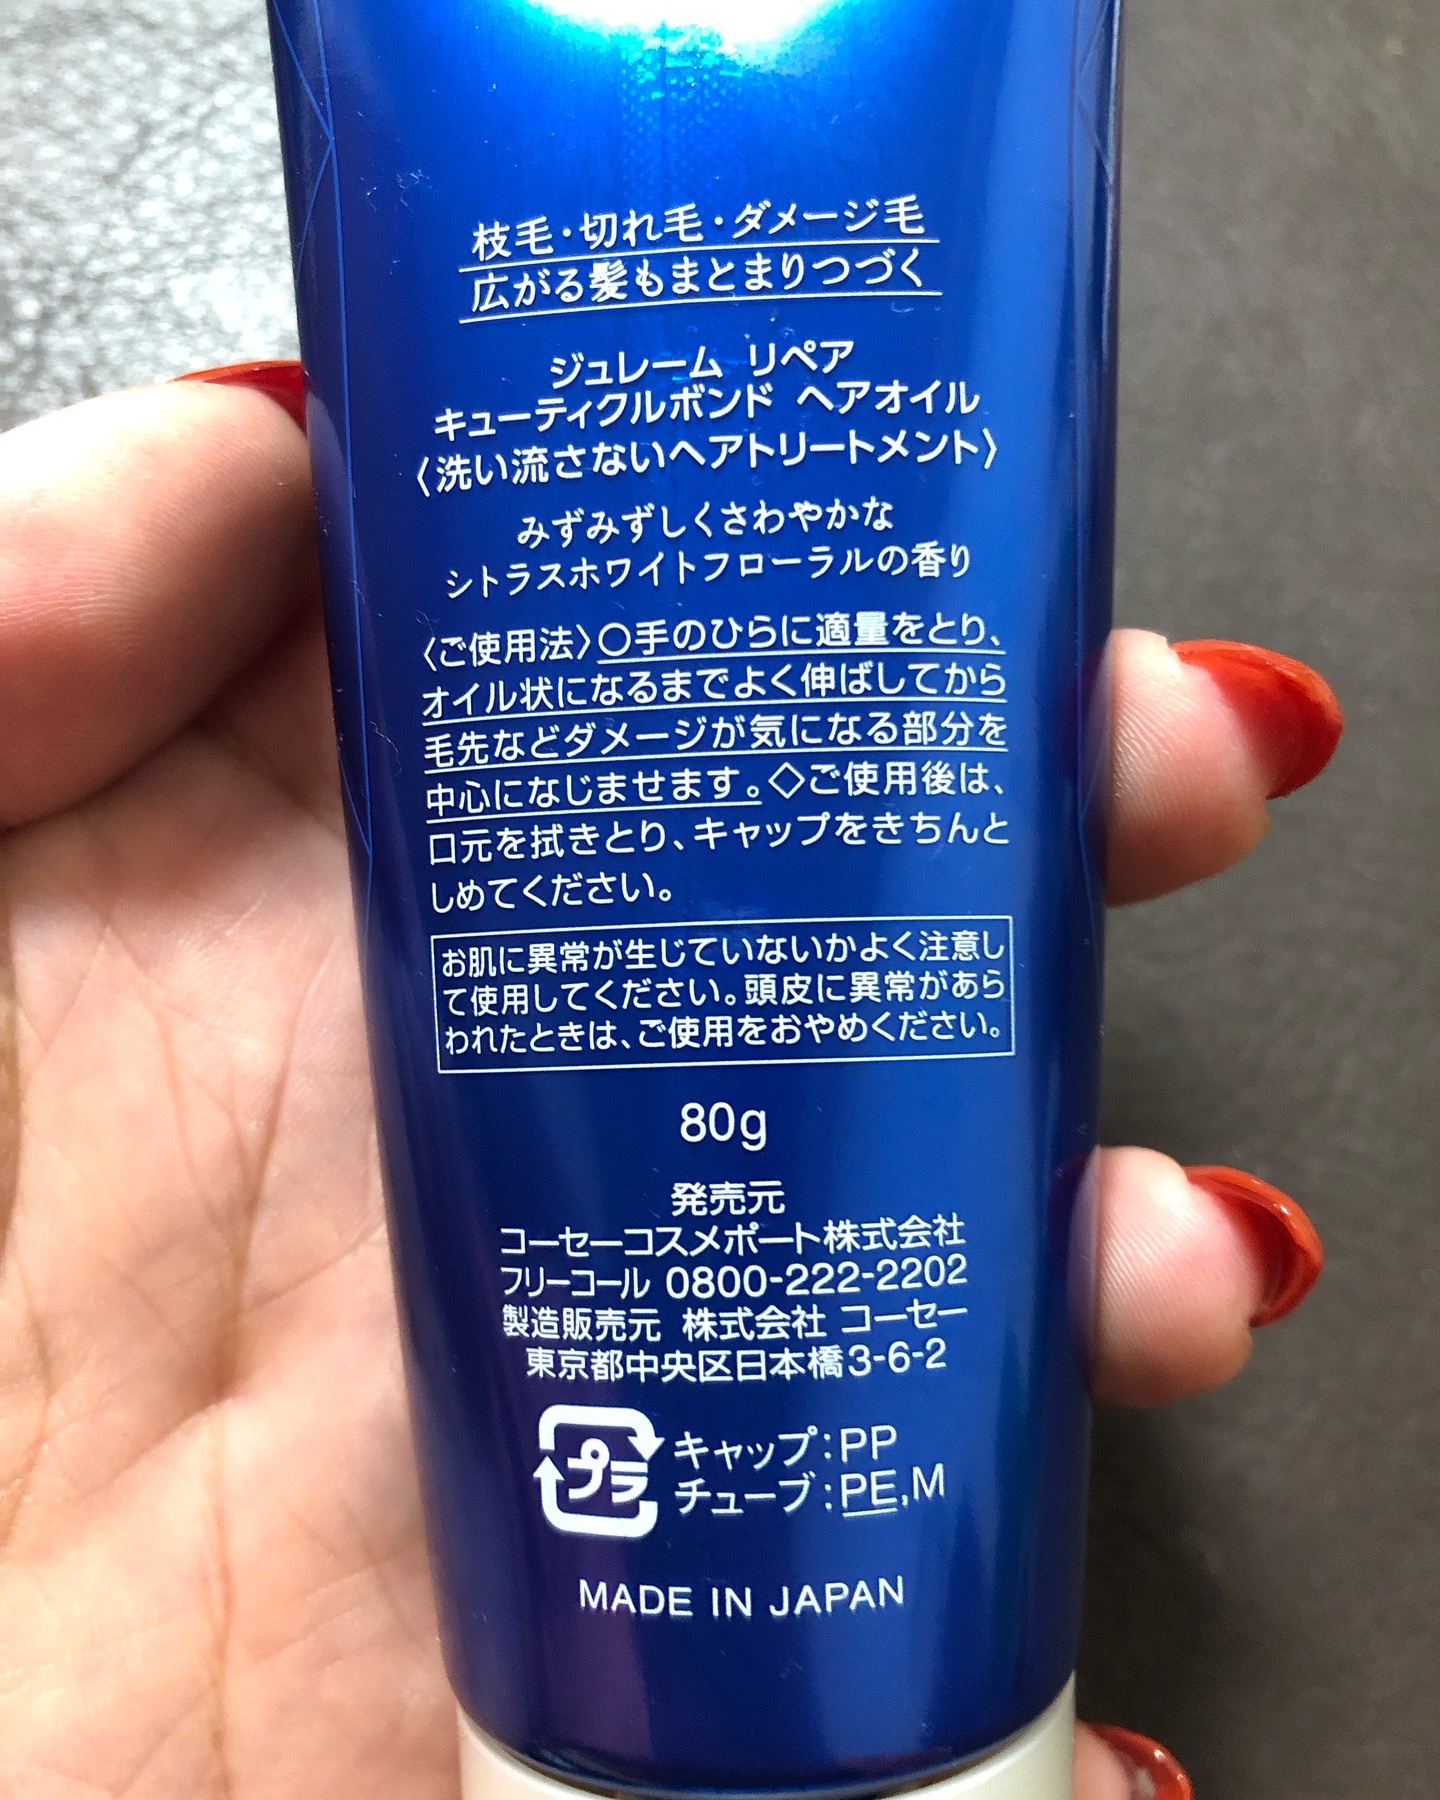 枝毛・切れ毛・ダメージ毛
広がる髪もまとまりつづく
ジュレーム リペア
キューティクルボンド ヘアオイル
〈洗い流さないヘアトリートメント〉
みずみずしくさわやかな
シトラスホワイトフローラルの香り
〈ご使用法〉○手のひらに適量をとり、
オイル状になるまでよく伸ばしてから
毛先などダメージが気になる部分を
中心になじませます。◇ご使用後は、
口元を拭きとり、キャップをきちんと
しめてください。
お肌に異常が生じていないかよく注意し
て使用してください。頭皮に異常があら
われたときは、ご使用をおやめください。
80g
発売元
コーセーコスメポート株式会社
フリーコール 0800-222-2202
製造販売元 株式会社 コーセー
東京都中央区日本橋3-6-2
プラ
キャップ:PP
チューブ:PE,M
MADE IN JAPAN